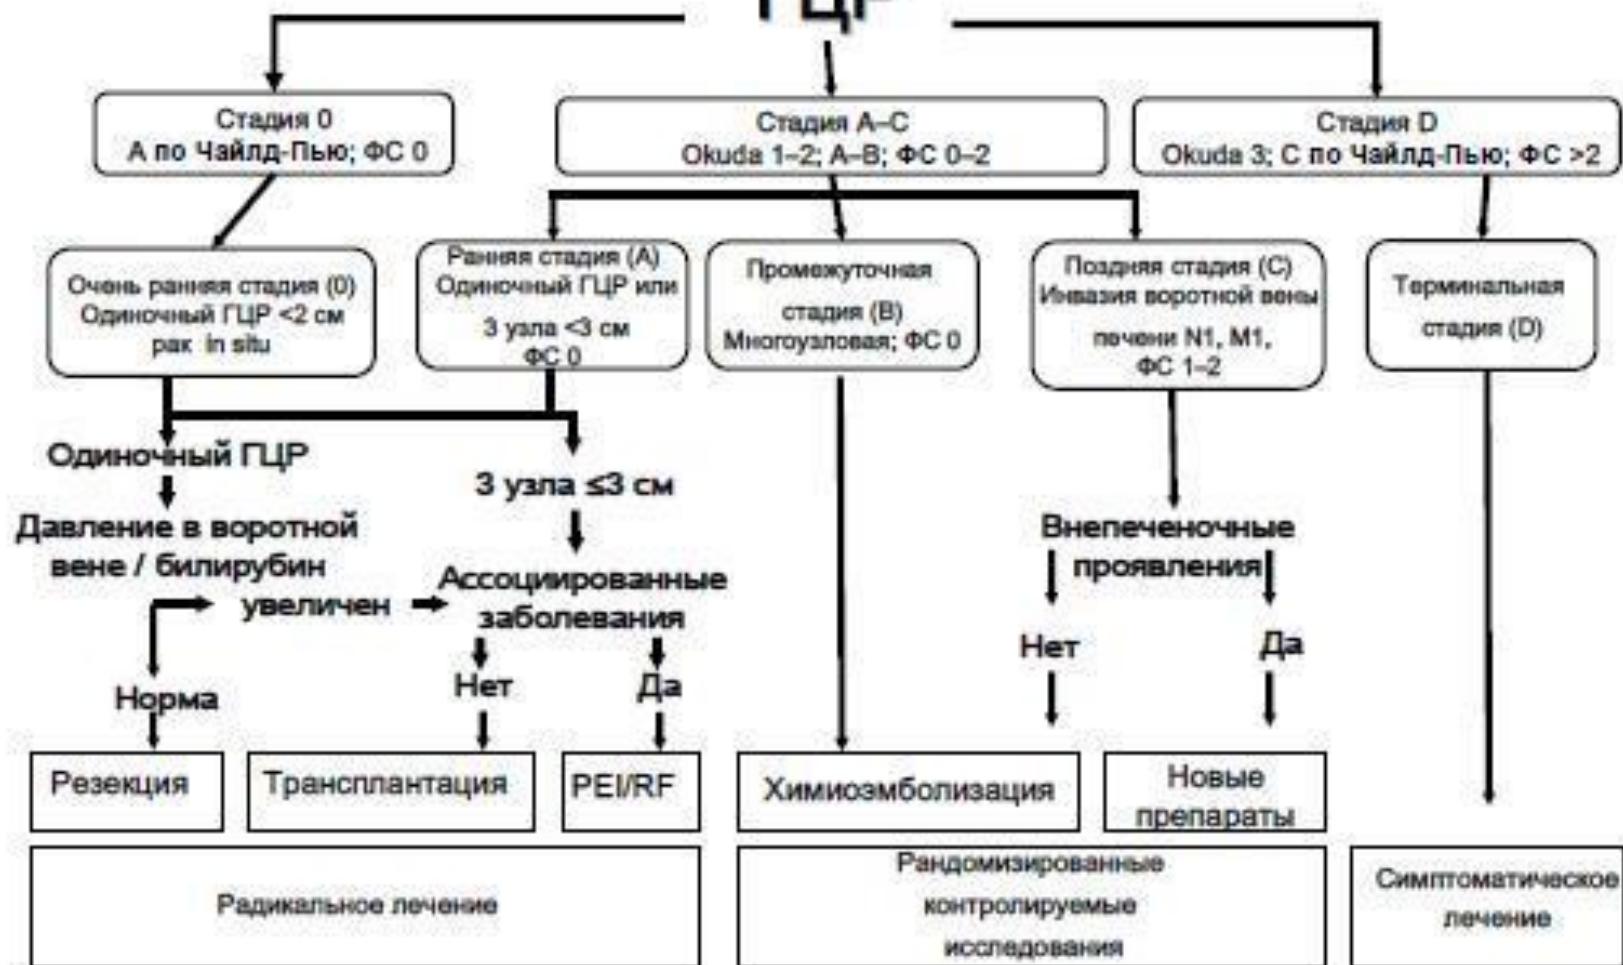 ГЦР
Стадия 0
А по Чайлд-Пью; ФС 0
Стадия А–С
Okuda 1–2; А–В; ФС 0–2
Стадия D
Okuda 3; С по Чайлд-Пью; ФС >2
Очень ранняя стадия (0)
Одиночный ГЦР <2 см
рак in situ
Ранняя стадия (А)
Одиночный ГЦР или
3 узла <3 см
ФС 0
Промежуточная
стадия (В)
Многоузловая; ФС 0
Поздняя стадия (С)
Инвазия воротной вены
печени N1, M1,
ФС 1–2
Терминальная
стадия (D)
Одиночный ГЦР
Давление в воротной
вене / билирубин
увеличен
Норма
3 узла ≤3 см
Ассоциированные
заболевания
Нет
Да
Внепеченочные
проявления
Нет
Да
Резекция
Трансплантация
PEI/RF
Химиоэмболизация
Новые
препараты
Радикальное лечение
Рандомизированные
контролируемые
исследования
Симптоматическое
лечение